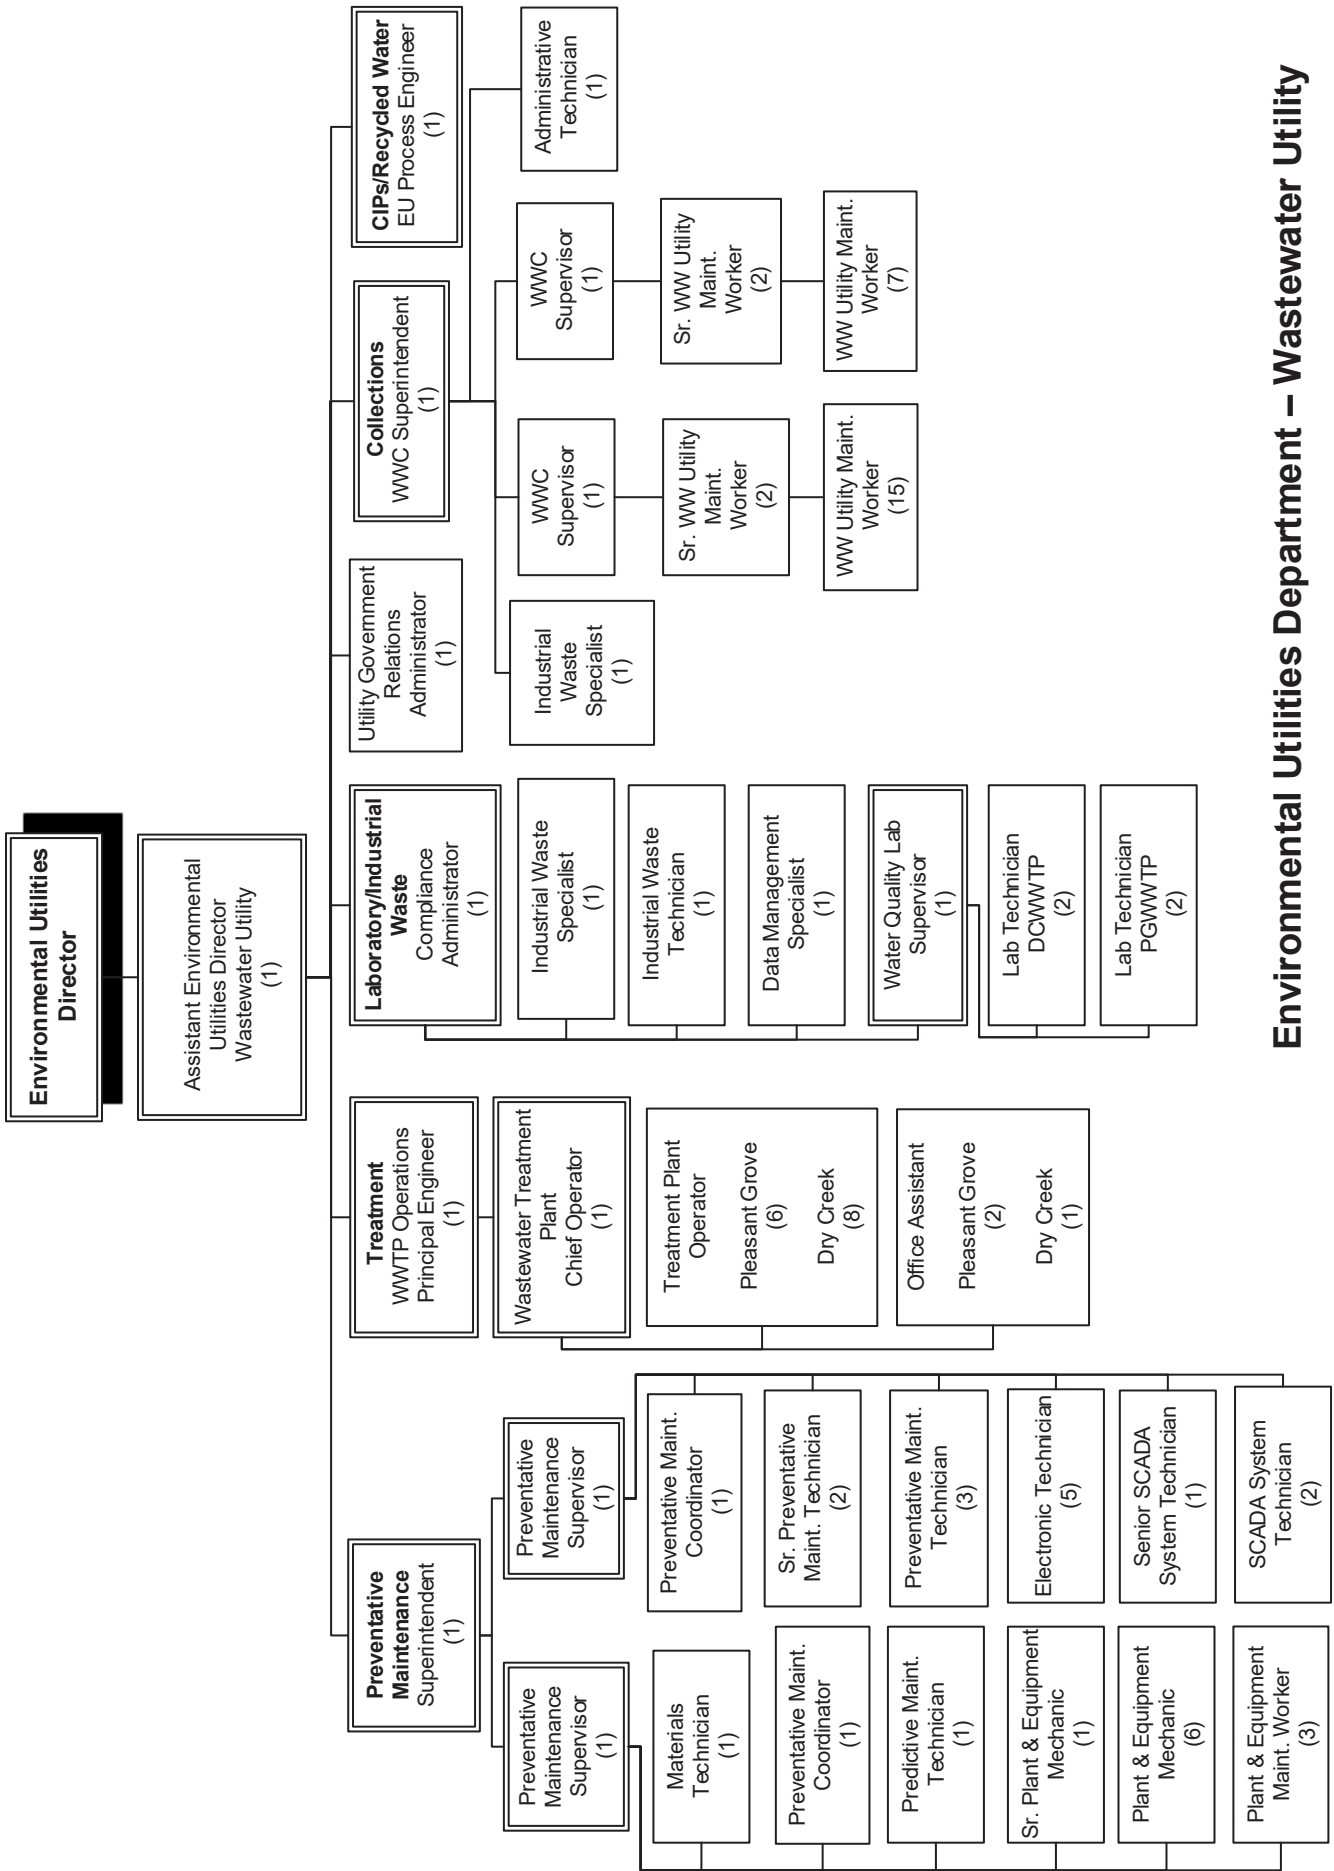 Environmental Utilities
Director
Assistant Environmental
Utilities Director
Wastewater Utility
(1)
Preventative
Maintenance
Superintendent
(1)
Preventative
Maintenance
Supervisor
(1)
Materials
Technician
(1)
Preventative Maint.
Coordinator
(1)
Predictive Maint.
Technician
(1)
Sr. Plant & Equipment
Mechanic
(1)
Plant & Equipment
Mechanic
(6)
Plant & Equipment
Maint. Worker
(3)
Preventative
Maintenance
Supervisor
(1)
Preventative Maint.
Coordinator
(1)
Sr. Preventative
Maint. Technician
(2)
Preventative Maint.
Technician
(3)
Electronic Technician
(5)
Senior SCADA
System Technician
(1)
SCADA System
Technician
(2)
Treatment
WWTP Operations
Principal Engineer
(1)
Wastewater Treatment
Plant
Chief Operator
(1)
Treatment Plant
Operator
Pleasant Grove
(6)
Dry Creek
(8)
Office Assistant
Pleasant Grove
(2)
Dry Creek
(1)
Laboratory/Industrial
Waste
Compliance
Administrator
(1)
Industrial Waste
Specialist
(1)
Industrial Waste
Technician
(1)
Data Management
Specialist
(1)
Water Quality Lab
Supervisor
(1)
Lab Technician
DCWWTP
(2)
Lab Technician
PGWWTP
(2)
Utility Government
Relations
Administrator
(1)
Collections
WWC Superintendent
(1)
Industrial
Waste
Specialist
(1)
WWC
Supervisor
(1)
Sr. WW Utility
Maint.
Worker
(2)
WW Utility Maint.
Worker
(15)
WWC
Supervisor
(1)
Sr. WW Utility
Maint.
Worker
(2)
WW Utility Maint.
Worker
(7)
Administrative
Technician
(1)
CIPs/Recycled Water
EU Process Engineer
(1)
Environmental Utilities Department – Wastewater Utility